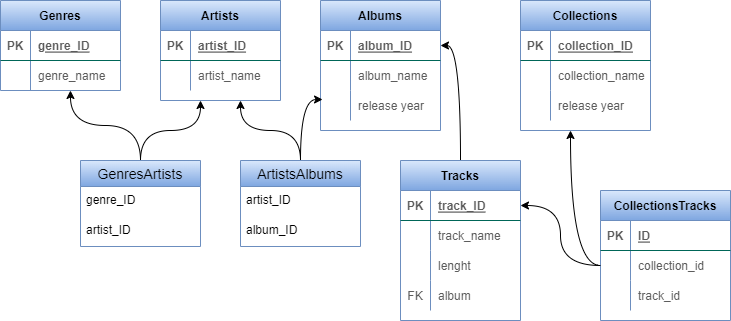 Genres
PK genre_ID
genre_name
Artists
PK artist_ID
artist_name
Albums
PK album_ID
album_name
release year
Collections
PK collection_ID
collection_name
release year
GenresArtists
genre_ID
artist_ID
ArtistsAlbums
artist_ID
album_ID
Tracks
PK track_ID
track_name
lenght
FK album
CollectionsTracks
PK ID
collection_id
track_id